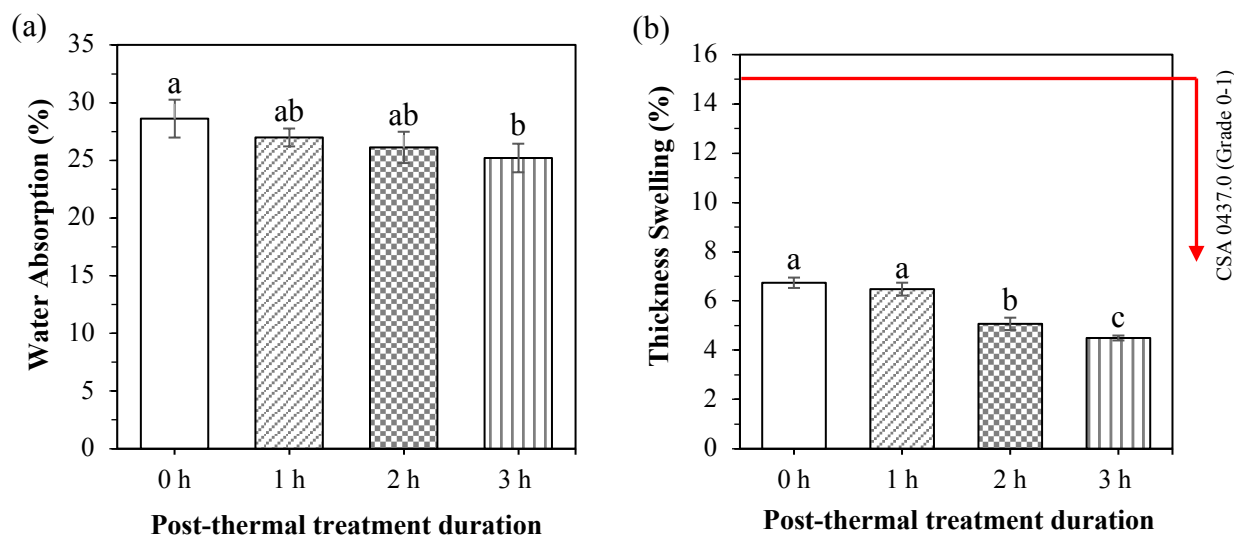 (a)
35
30
25
20
15
10
5
0
Water Absorption (%)
a
ab
ab
b
0 h
1 h
2 h
3 h
Post-thermal treatment duration
(b)
16
14
12
10
8
6
4
2
0
Thickness Swelling (%)
a
a
b
c
0 h
1 h
2 h
3 h
Post-thermal treatment duration
CSA 0437.0 (Grade 0-1)